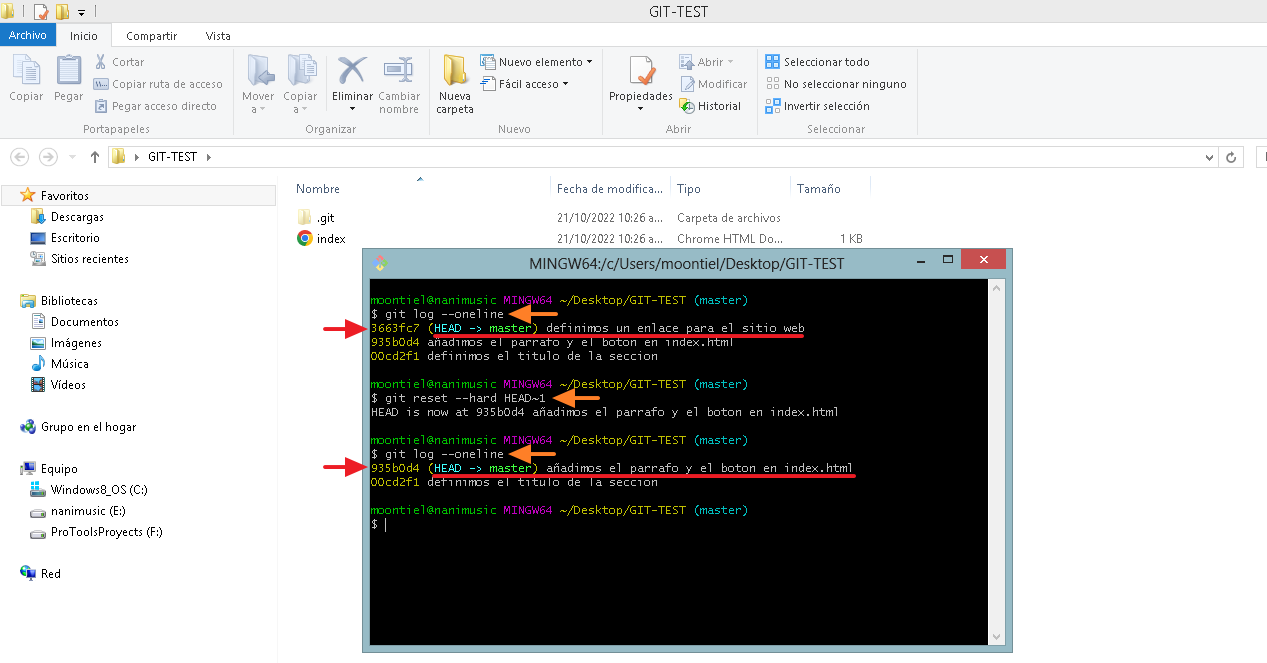 GIT-TEST
Archivo Inicio Compartir Vista
Copiar
Pegar
Cortar
Copiar ruta de acceso
Pegar acceso directo
Portapapeles
Mover a
Copiar a
Eliminar
Cambiar nombre
Organizar
Nueva carpeta
Nuevo elemento
Fácil acceso
Nuevo
Propiedades
Abrir
Modificar
Historial
Abrir
Seleccionar todo
No seleccionar ninguno
Invertir selección
Seleccionar
GIT-TEST
Favoritos
Descargas
Escritorio
Sitios recientes
Bibliotecas
Documentos
Imágenes
Música
Vídeos
Grupo en el hogar
Equipo
Windows8_OS (C:)
nanimusic (E:)
ProToolsProyects (F:)
Red
Nombre Fecha de modifica... Tipo Tamaño
.git 21/10/2022 10:26 a... Carpeta de archivos
index 21/10/2022 10:26 a... Chrome HTML Do... 1 KB
MINGW64:/c/Users/moontiel/Desktop/GIT-TEST
moontiel@nanimusic MINGW64 ~/Desktop/GIT-TEST (master)
$ git log --oneline
3663fc7 (HEAD -> master) definimos un enlace para el sitio web
935b0d4 añadimos el parrafo y el boton en index.html
00cd2f1 definimos el titulo de la seccion
moontiel@nanimusic MINGW64 ~/Desktop/GIT-TEST (master)
$ git reset --hard HEAD~1
HEAD is now at 935b0d4 añadimos el parrafo y el boton en index.html
moontiel@nanimusic MINGW64 ~/Desktop/GIT-TEST (master)
$ git log --oneline
935b0d4 (HEAD -> master) añadimos el parrafo y el boton en index.html
00cd2f1 definimos el titulo de la seccion
moontiel@nanimusic MINGW64 ~/Desktop/GIT-TEST (master)
$